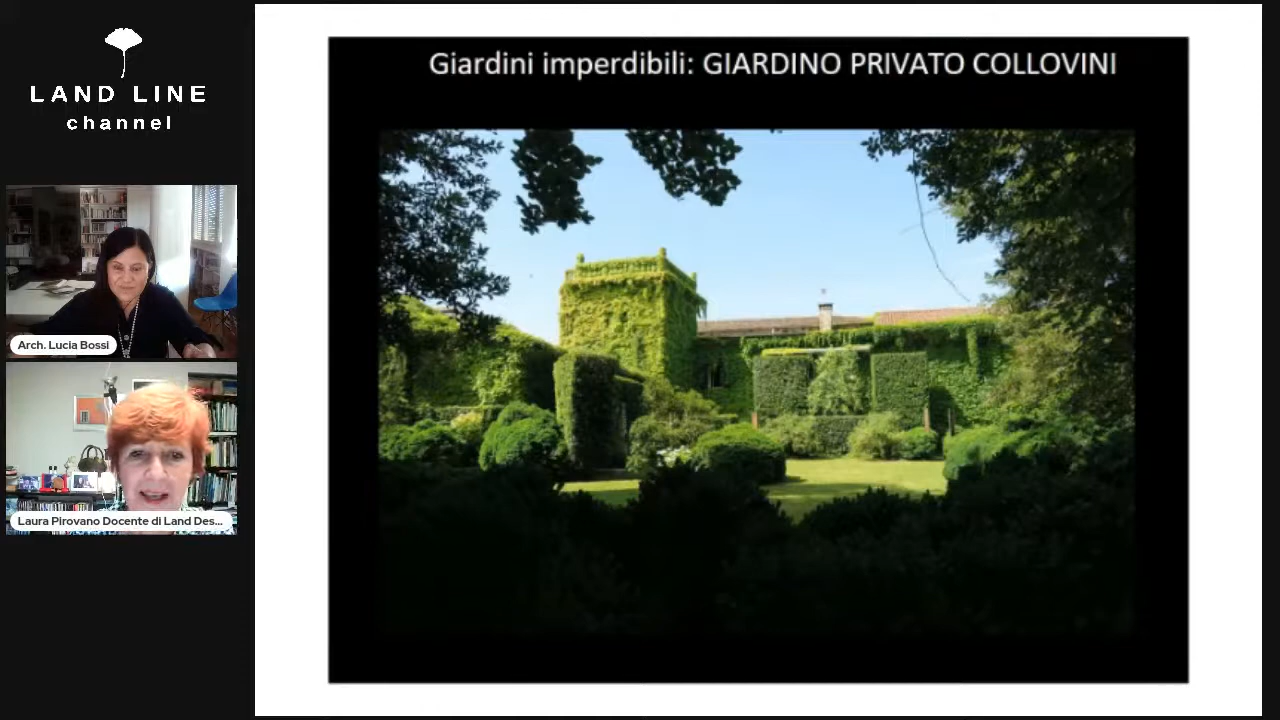 LAND LINE
channel
Arch. Lucia Bossi
Laura Pirovano Docente di Land Des...
Giardini imperdibili: GIARDINO PRIVATO COLLOVINI